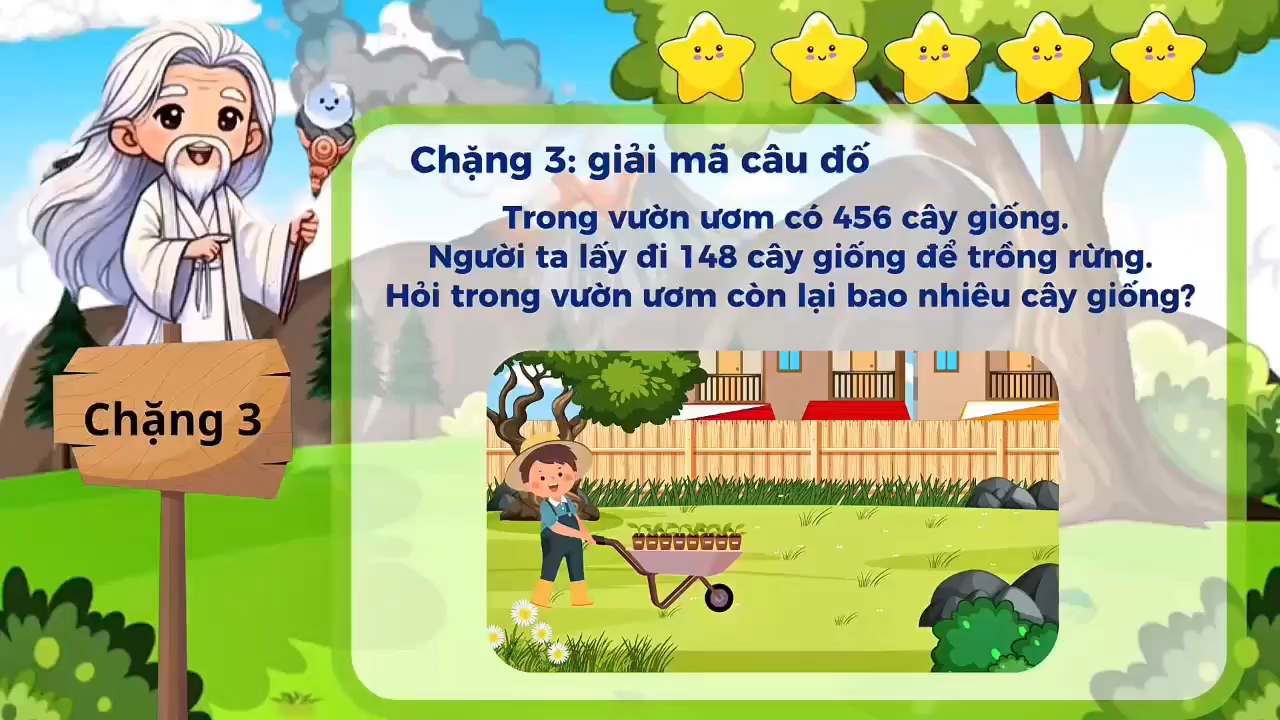 Chặng 3: giải mã câu đố
Trong vườn ươm có 456 cây giống.
Người ta lấy đi 148 cây giống để trồng rừng.
Hỏi trong vườn ươm còn lại bao nhiêu cây giống?
Chặng 3